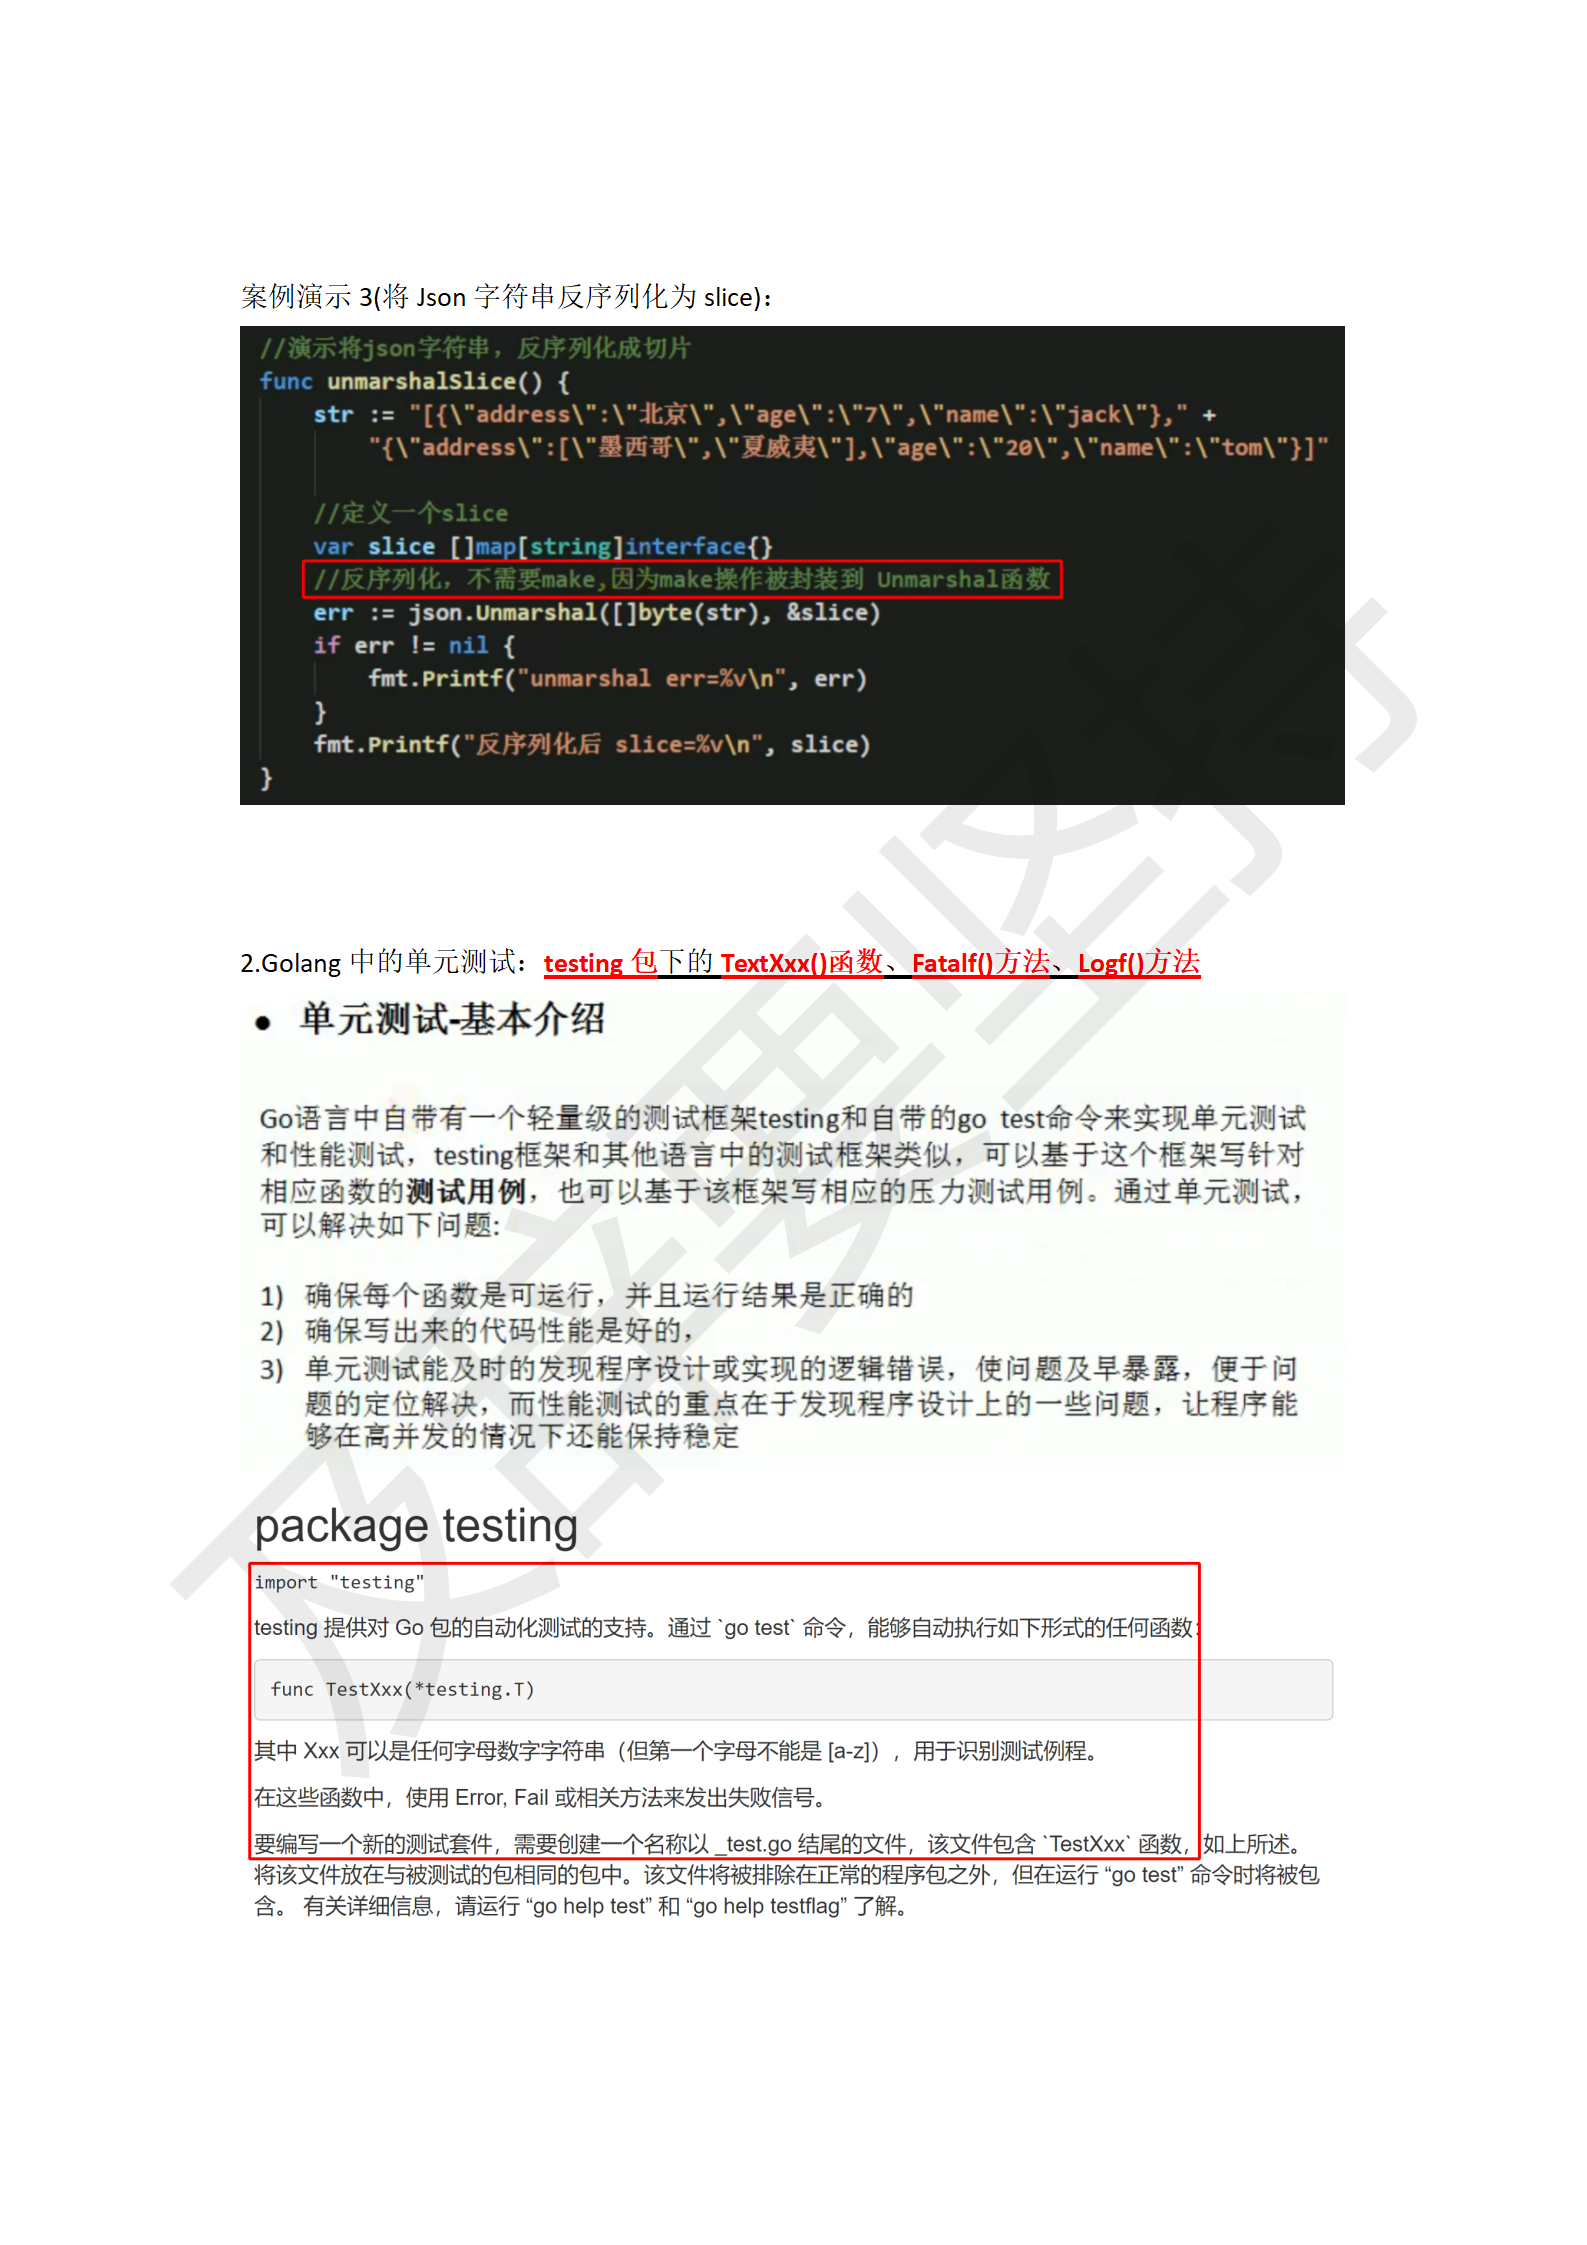 案例演示 3(将 Json 字符串反序列化为 slice)：
//演示将json字符串，反序列化成切片
func unmarshalSlice() {
str := "[{\"address\":\"北京\",\"age\":\"7\",\"name\":\"jack\"}," +
"{\"address\":[\"墨西哥\",\"夏威夷\"],\"age\":\"20\",\"name\":\"tom\"}]"
//定义一个slice
var slice []map[string]interface{}
//反序列化，不需要make,因为make操作被封装到 Unmarshal函数
err := json.Unmarshal([]byte(str), &slice)
if err != nil {
fmt.Printf("unmarshal err=%v\n", err)
}
fmt.Printf("反序列化后 slice=%v\n", slice)
}
2.Golang 中的单元测试：testing 包下的 TextXxx()函数、Fatalf()方法、Logf()方法
● 单元测试-基本介绍
Go语言中自带有一个轻量级的测试框架testing和自带的go test命令来实现单元测试
和性能测试，testing框架和其他语言中的测试框架类似，可以基于这个框架写针对
相应函数的测试用例，也可以基于该框架写相应的压力测试用例。通过单元测试，
可以解决如下问题:
1) 确保每个函数是可运行，并且运行结果是正确的
2) 确保写出来的代码性能是好的，
3) 单元测试能及时的发现程序设计或实现的逻辑错误，使问题及早暴露，便于问
题的定位解决，而性能测试的重点在于发现程序设计上的一些问题，让程序能
够在高并发的情况下还能保持稳定
package testing
import "testing"
testing 提供对 Go 包的自动化测试的支持。通过 `go test` 命令，能够自动执行如下形式的任何函数：
func TestXxx(*testing.T)
其中 Xxx 可以是任何字母数字字符串（但第一个字母不能是 [a-z]），用于识别测试例程。
在这些函数中，使用 Error, Fail 或相关方法来发出失败信号。
要编写一个新的测试套件，需要创建一个名称以 _test.go 结尾的文件，该文件包含 `TestXxx` 函数，如上所述。
将该文件放在与被测试的包相同的包中。该文件将被排除在正常的程序包之外，但在运行 “go test” 命令时将被包
含。 有关详细信息，请运行 “go help test” 和 “go help testflag” 了解。